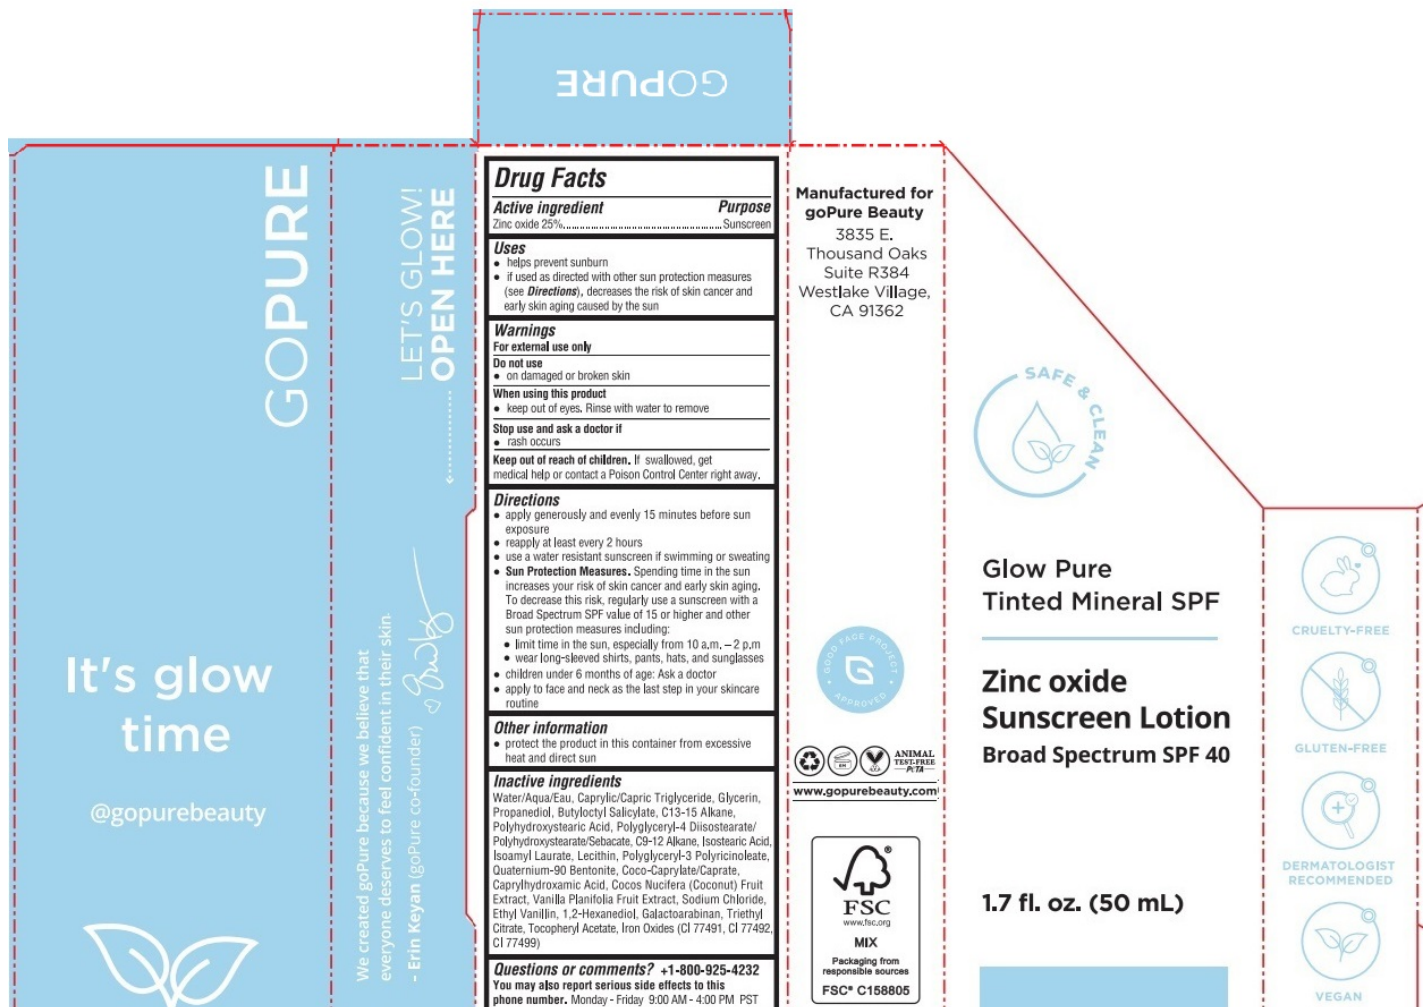 GOPURE
GOPURE
It's glow
time
@gopurebeauty
LET'S GLOW!
OPEN HERE
We created goPure because we believe that
everyone deserves to feel confident in their skin.
- Erin Keyan (goPure co-founder)
Drug Facts
Active ingredient Purpose
Zinc oxide 25%........................................................Sunscreen
Uses
• helps prevent sunburn
• if used as directed with other sun protection measures
(see Directions), decreases the risk of skin cancer and
early skin aging caused by the sun
Warnings
For external use only
Do not use
• on damaged or broken skin
When using this product
• keep out of eyes. Rinse with water to remove
Stop use and ask a doctor if
• rash occurs
Keep out of reach of children. If swallowed, get
medical help or contact a Poison Control Center right away.
Directions
• apply generously and evenly 15 minutes before sun
exposure
• reapply at least every 2 hours
• use a water resistant sunscreen if swimming or sweating
• Sun Protection Measures. Spending time in the sun
increases your risk of skin cancer and early skin aging.
To decrease this risk, regularly use a sunscreen with a
Broad Spectrum SPF value of 15 or higher and other
sun protection measures including:
• limit time in the sun, especially from 10 a.m. – 2 p.m
• wear long-sleeved shirts, pants, hats, and sunglasses
• children under 6 months of age: Ask a doctor
• apply to face and neck as the last step in your skincare
routine
Other information
• protect the product in this container from excessive
heat and direct sun
Inactive ingredients
Water/Aqua/Eau, Caprylic/Capric Triglyceride, Glycerin,
Propanediol, Butyloctyl Salicylate, C13-15 Alkane,
Polyhydroxystearic Acid, Polyglyceryl-4 Diisostearate/
Polyhydroxystearate/Sebacate, C9-12 Alkane, Isostearic Acid,
Isoamyl Laurate, Lecithin, Polyglyceryl-3 Polyricinoleate,
Quaternium-90 Bentonite, Coco-Caprylate/Caprate,
Caprylhydroxamic Acid, Cocos Nucifera (Coconut) Fruit
Extract, Vanilla Planifolia Fruit Extract, Sodium Chloride,
Ethyl Vanillin, 1,2-Hexanediol, Galactoarabinan, Triethyl
Citrate, Tocopheryl Acetate, Iron Oxides (CI 77491, CI 77492,
CI 77499)
Questions or comments? +1-800-925-4232
You may also report serious side effects to this
phone number. Monday - Friday 9:00 AM - 4:00 PM PST
Manufactured for
goPure Beauty
3835 E.
Thousand Oaks
Suite R384
Westlake Village,
CA 91362
GOOD FACE PROJECT
APPROVED
ANIMAL
TEST-FREE
PETA
www.gopurebeauty.com
FSC®
www.fsc.org
MIX
Packaging from
responsible sources
FSC® C158805
SAFE & CLEAN
Glow Pure
Tinted Mineral SPF
Zinc oxide
Sunscreen Lotion
Broad Spectrum SPF 40
1.7 fl. oz. (50 mL)
CRUELTY-FREE
GLUTEN-FREE
DERMATOLOGIST
RECOMMENDED
VEGAN